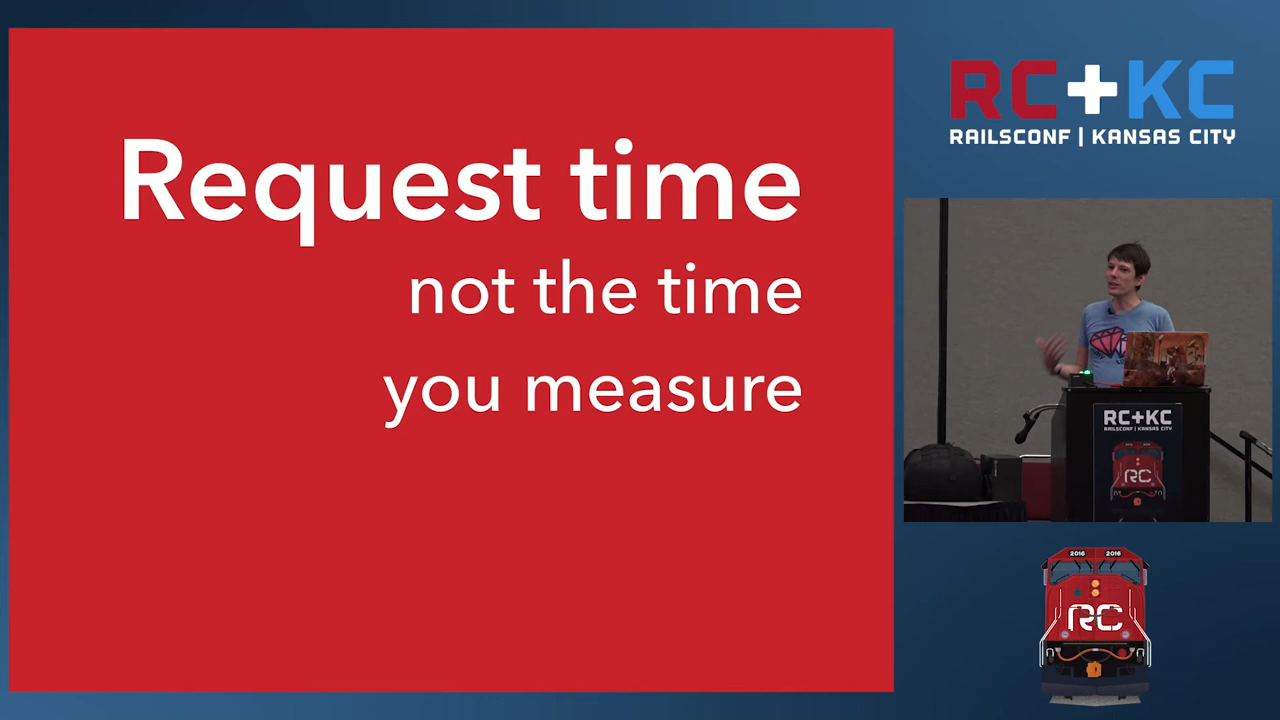 Request time
not the time
you measure
RC+KC
RAILSCONF | KANSAS CITY
RC+KC
RAILSCONF | KANSAS CITY
RC
2016 2016
RC